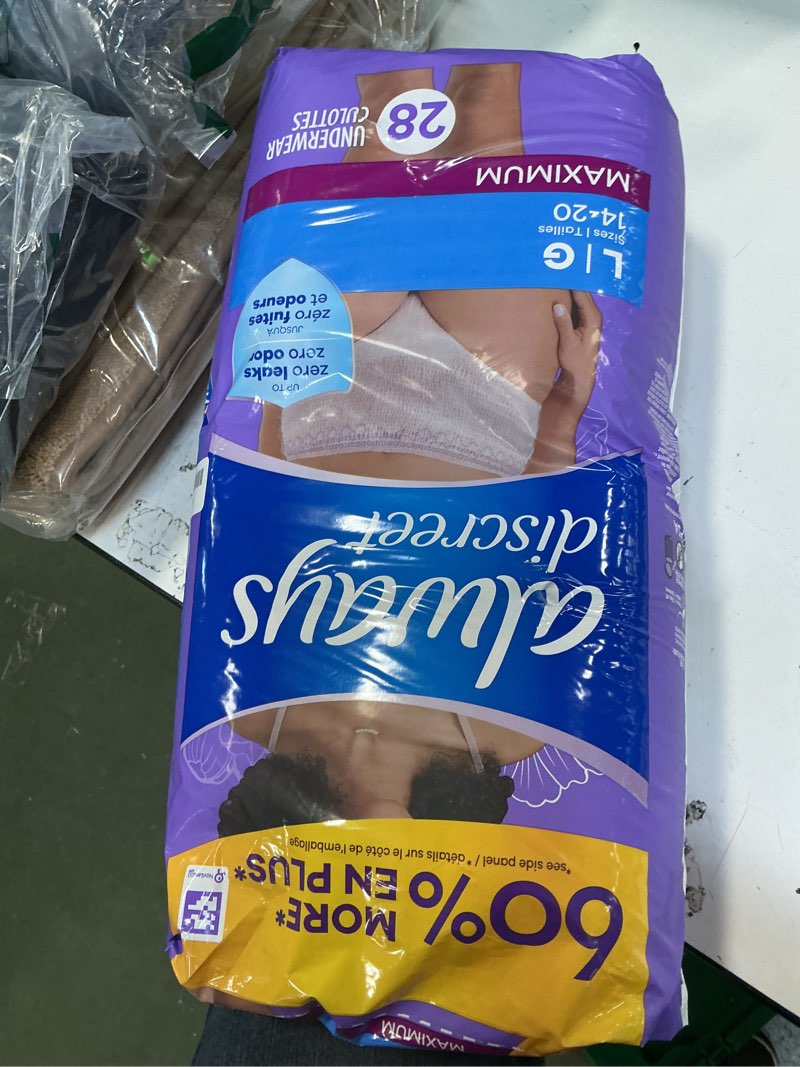 MAXIMUM
60%
MORE*
EN PLUS*
*see side panel / *détails sur le côté de l'emballage
always
discreet
UP TO
zero leaks
zero odor
JUSQU'À
zéro fuites
et odeurs
L | G
Sizes | Tailles
14-20
MAXIMUM
28
UNDERWEAR
CULOTTES